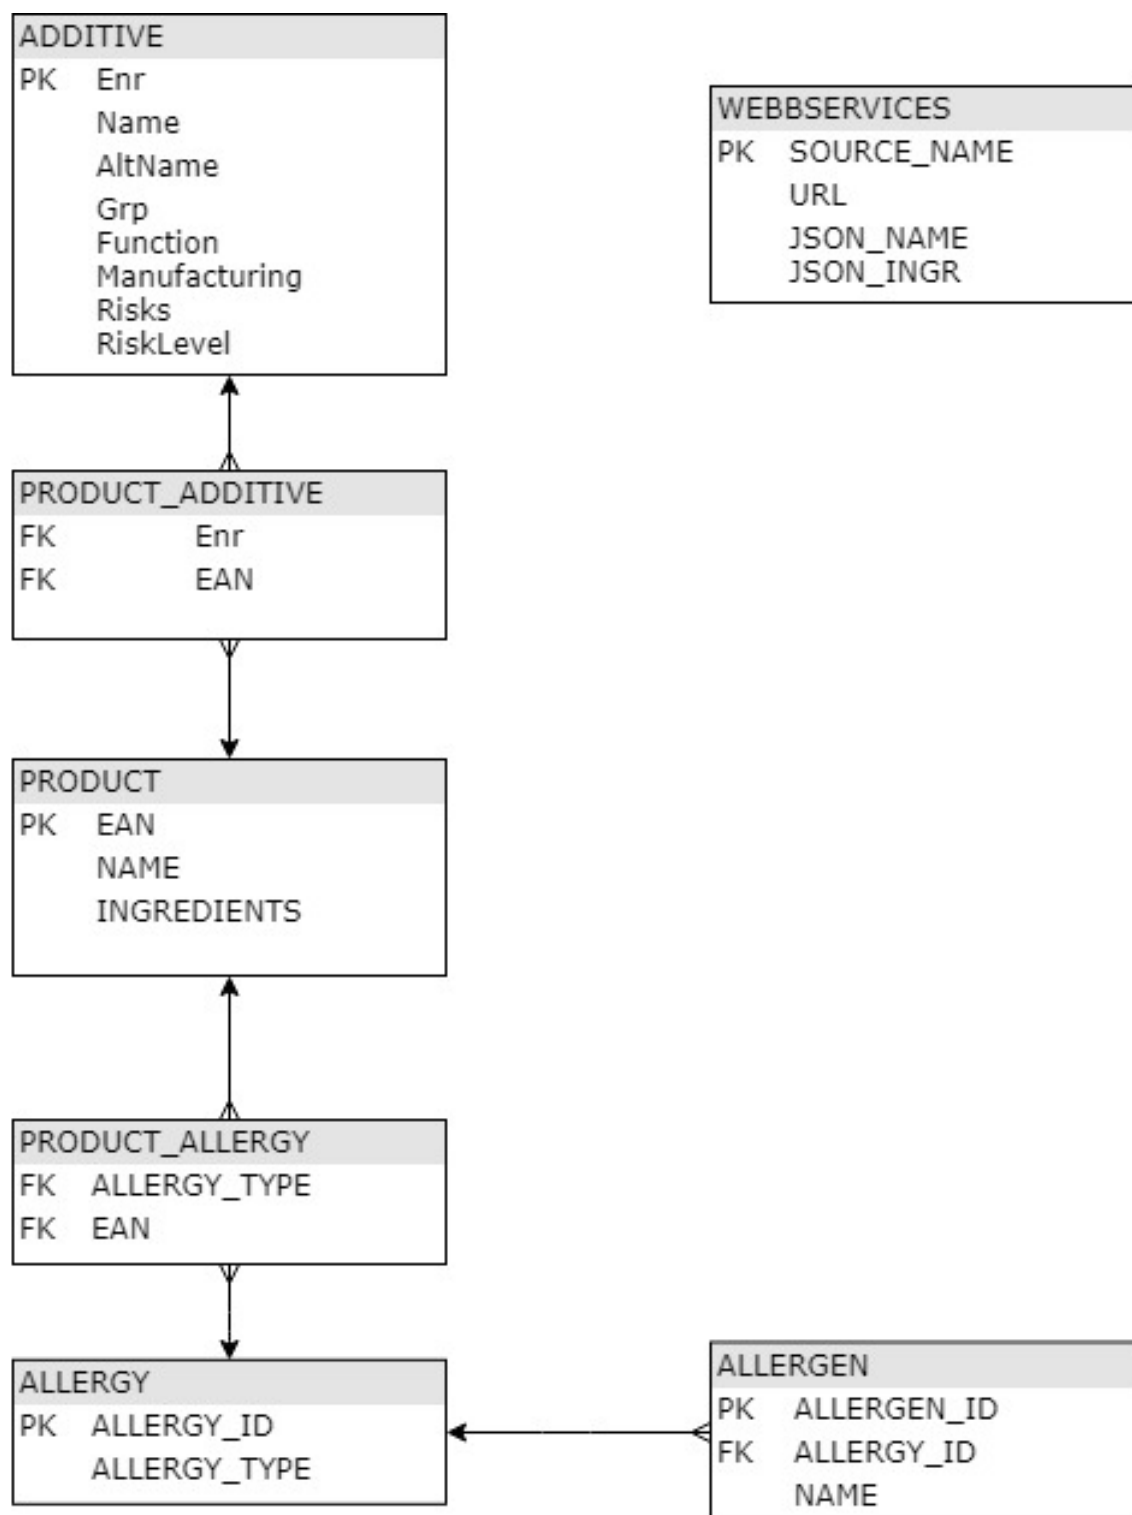 ADDITIVE
PK Enr
Name
AltName
Grp
Function
Manufacturing
Risks
RiskLevel
WEBBSERVICES
PK SOURCE_NAME
URL
JSON_NAME
JSON_INGR
PRODUCT_ADDITIVE
FK Enr
FK EAN
PRODUCT
PK EAN
NAME
INGREDIENTS
PRODUCT_ALLERGY
FK ALLERGY_TYPE
FK EAN
ALLERGY
PK ALLERGY_ID
ALLERGY_TYPE
ALLERGEN
PK ALLERGEN_ID
FK ALLERGY_ID
NAME